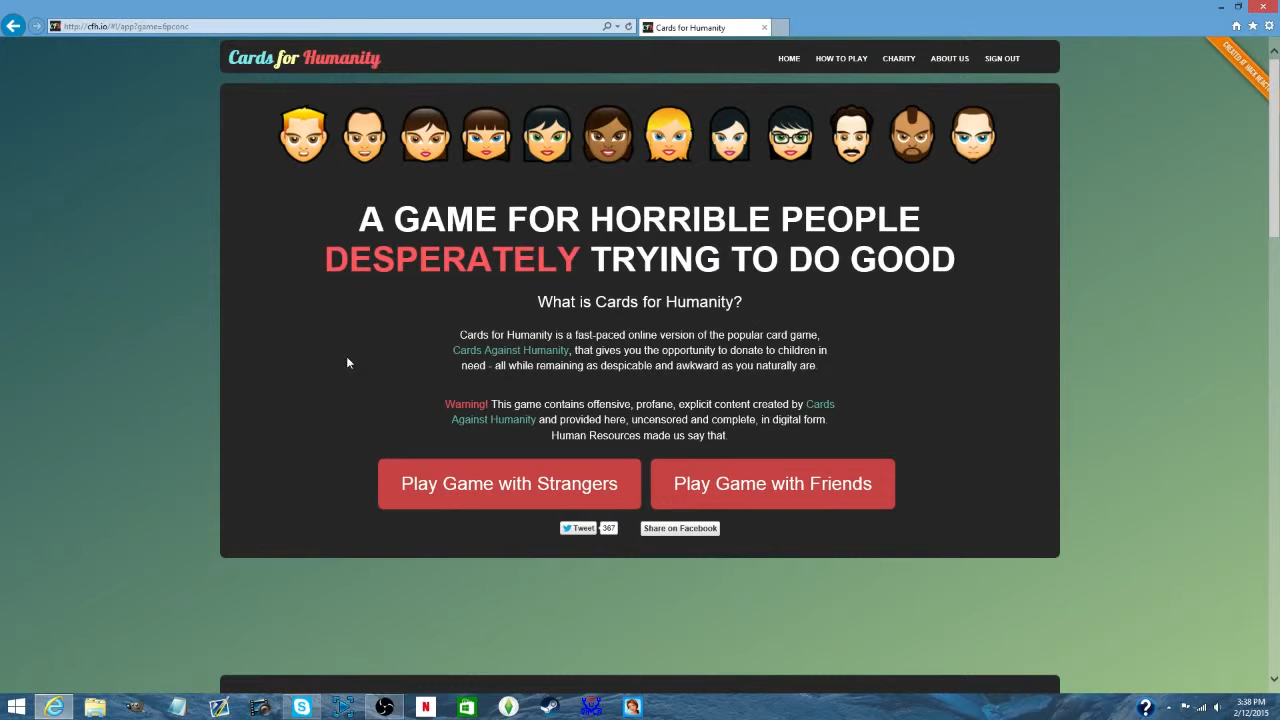 http://cfh.io/#!/app?game=6pconc
Cards for Humanity
Cards for Humanity
HOME HOW TO PLAY CHARITY ABOUT US SIGN OUT
A GAME FOR HORRIBLE PEOPLE
DESPERATELY TRYING TO DO GOOD
What is Cards for Humanity?
Cards for Humanity is a fast-paced online version of the popular card game,
Cards Against Humanity, that gives you the opportunity to donate to children in
need - all while remaining as despicable and awkward as you naturally are.
Warning! This game contains offensive, profane, explicit content created by Cards
Against Humanity and provided here, uncensored and complete, in digital form.
Human Resources made us say that.
Play Game with Strangers Play Game with Friends
Tweet 367 Share on Facebook
3:38 PM
2/12/2015